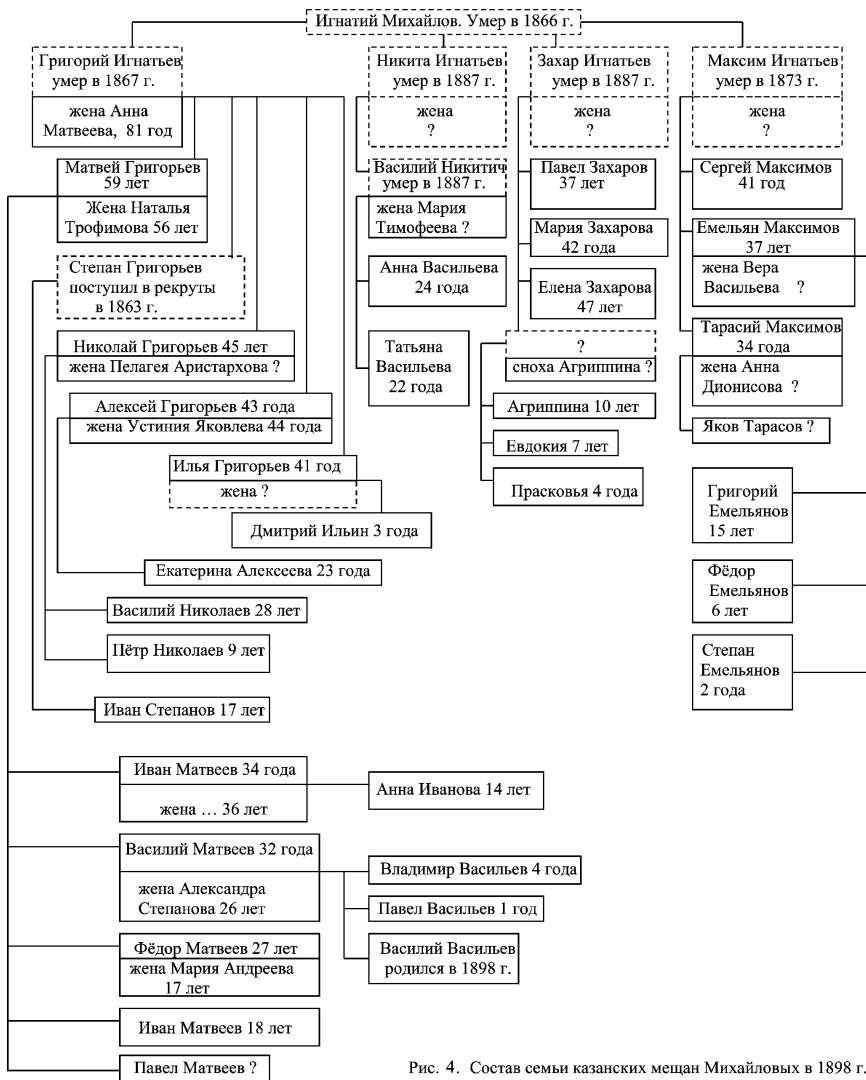 Игнатий Михайлов. Умер в 1866 г.
Григорий Игнатьев
умер в 1867 г.
жена Анна
Матвеева, 81 год
Никита Игнатьев
умер в 1887 г.
жена
?
Захар Игнатьев
умер в 1887 г.
жена
?
Максим Игнатьев
умер в 1873 г.
жена
?
Матвей Григорьев
59 лет
Жена Наталья
Трофимова 56 лет
Василий Никитич
умер в 1887 г.
жена Мария
Тимофеева ?
Павел Захаров
37 лет
Сергей Максимов
41 год
Мария Захарова
42 года
Емельян Максимов
37 лет
жена Вера
Васильева ?
Степан Григорьев
поступил в рекруты
в 1863 г.
Анна Васильева
24 года
Елена Захарова
47 лет
Николай Григорьев 45 лет
жена Пелагея Аристархова ?
Татьяна
Васильева
22 года
?
сноха Агриппина ?
Тарасий Максимов
34 года
жена Анна
Дионисова ?
Алексей Григорьев 43 года
жена Устиния Яковлева 44 года
Агриппина 10 лет
Яков Тарасов ?
Евдокия 7 лет
Илья Григорьев 41 год
жена ?
Прасковья 4 года
Григорий
Емельянов
15 лет
Дмитрий Ильин 3 года
Екатерина Алексеева 23 года
Фёдор
Емельянов
6 лет
Василий Николаев 28 лет
Пётр Николаев 9 лет
Степан
Емельянов
2 года
Иван Степанов 17 лет
Иван Матвеев 34 года
жена ... 36 лет
Анна Иванова 14 лет
Василий Матвеев 32 года
жена Александра
Степанова 26 лет
Владимир Васильев 4 года
Павел Васильев 1 год
Василий Васильев
родился в 1898 г.
Фёдор Матвеев 27 лет
жена Мария Андреева
17 лет
Иван Матвеев 18 лет
Павел Матвеев ?
Рис. 4. Состав семьи казанских мещан Михайловых в 1898 г.